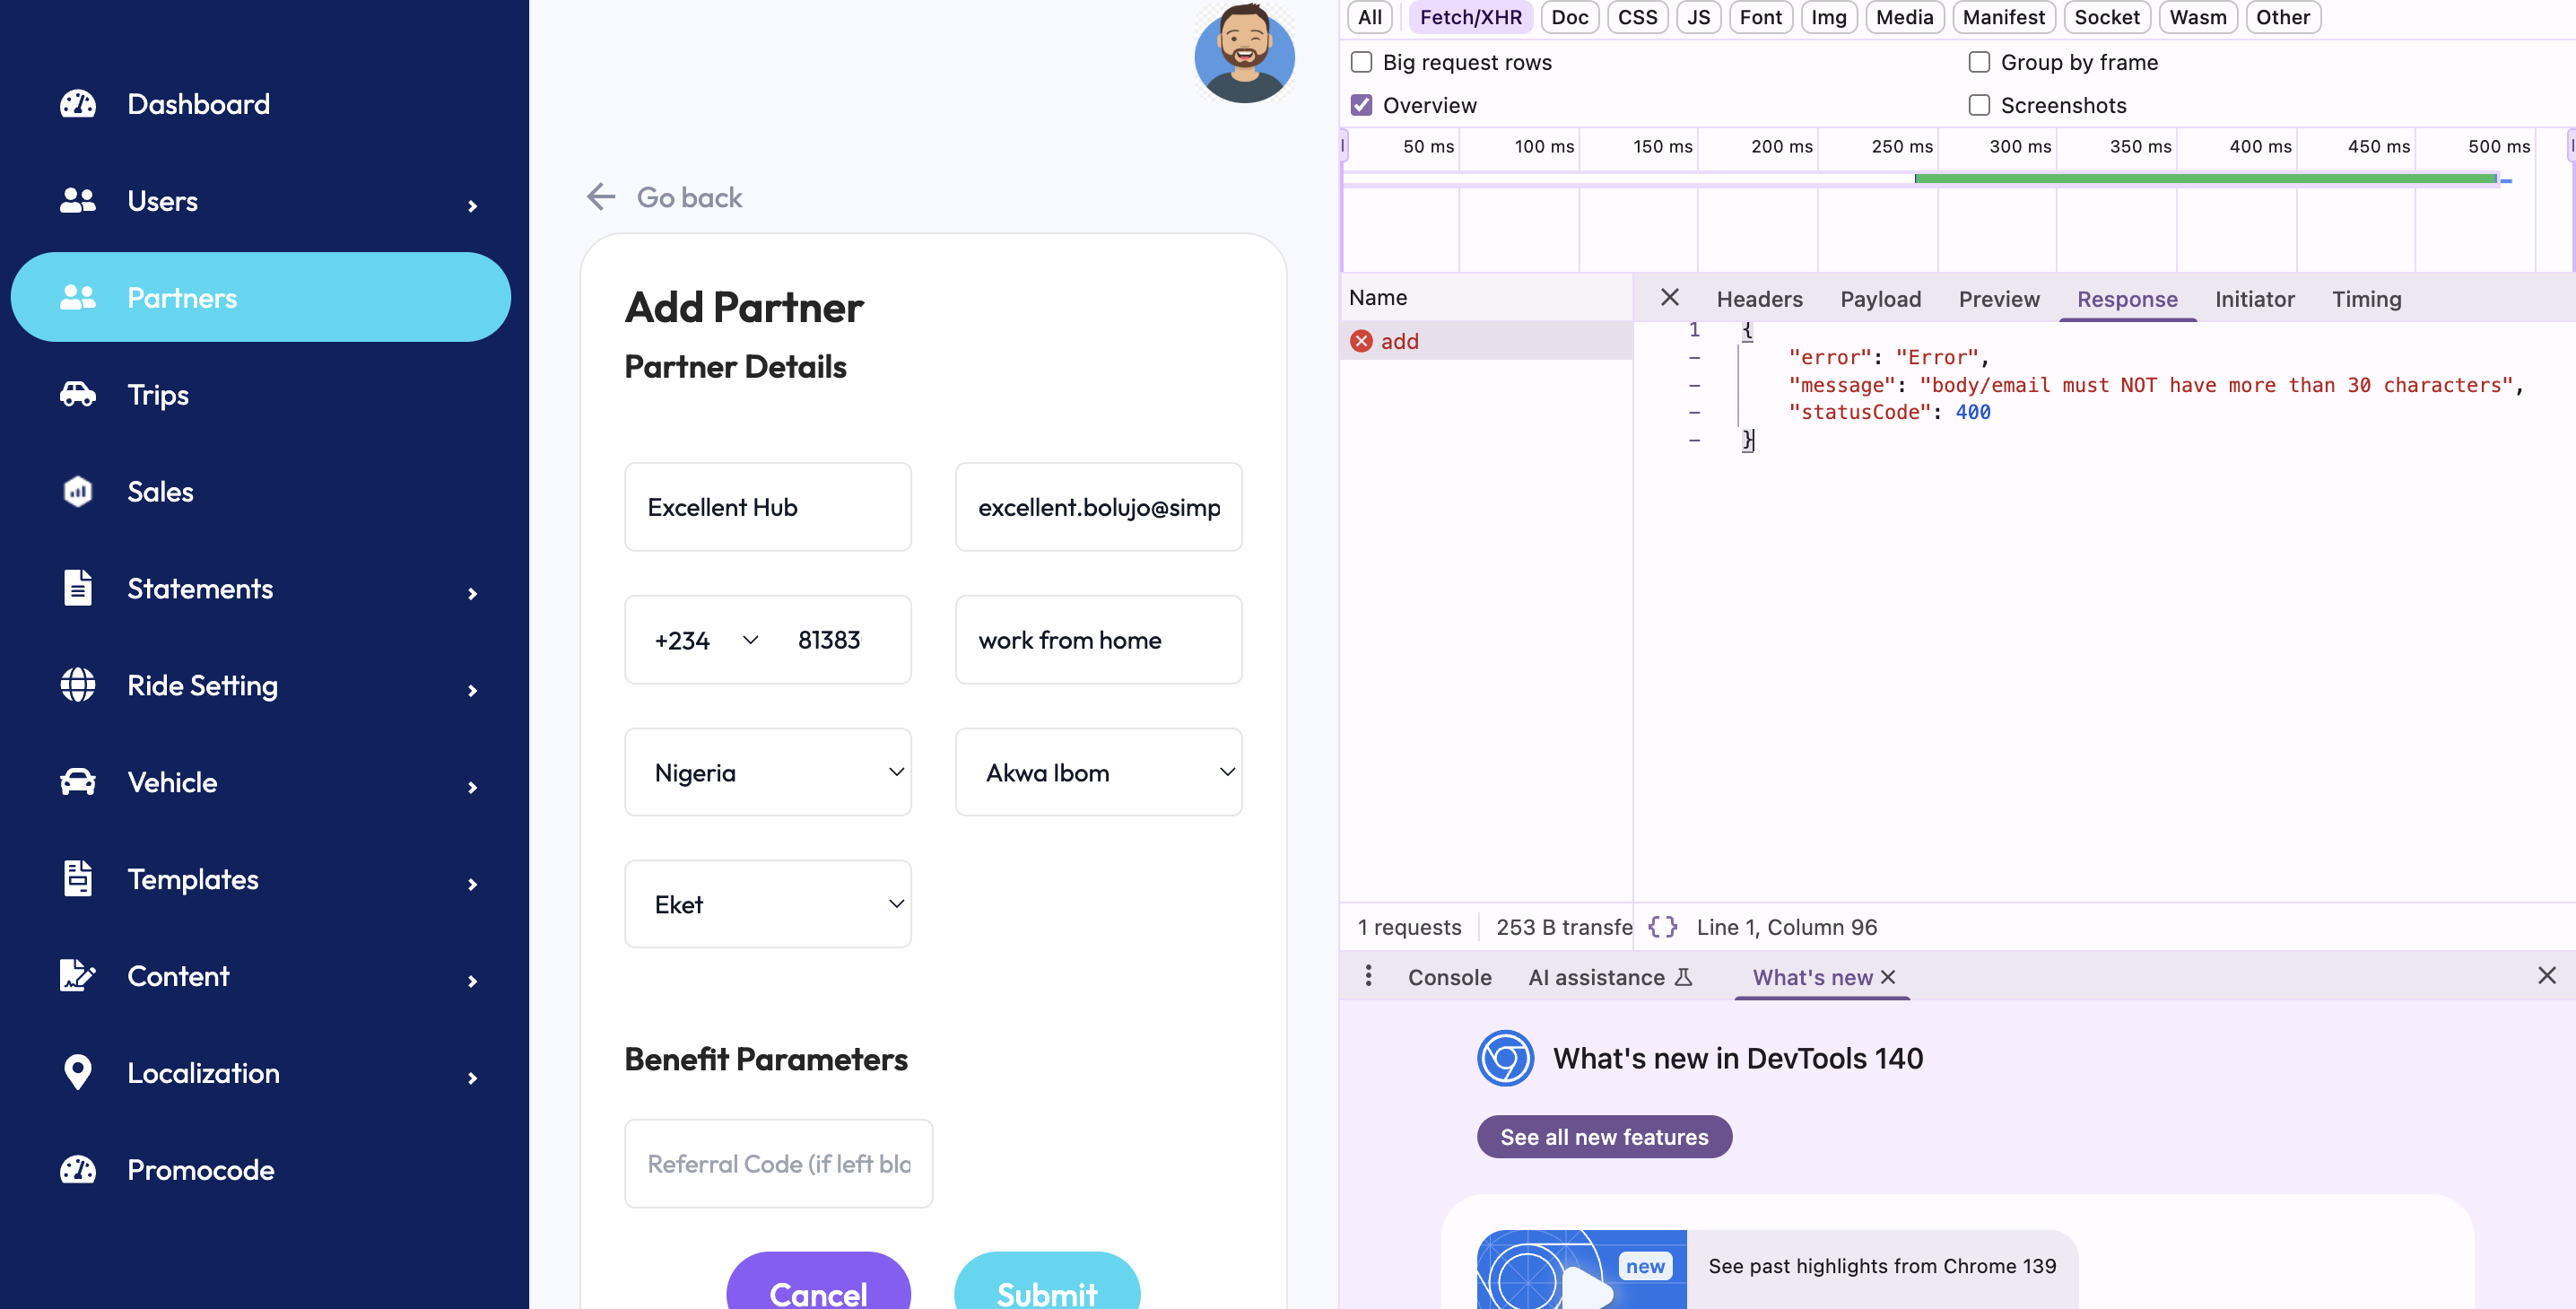 Dashboard
Users
Partners
Trips
Sales
Statements
Ride Setting
Vehicle
Templates
Content
Localization
Promocode
Go back
Add Partner
Partner Details
Excellent Hub
excellent.bolujo@simp
+234 81383
work from home
Nigeria
Akwa Ibom
Eket
Benefit Parameters
Referral Code (if left bla
Cancel
Submit
All Fetch/XHR Doc CSS JS Font Img Media Manifest Socket Wasm Other
Big request rows
Group by frame
Overview
Screenshots
50 ms 100 ms 150 ms 200 ms 250 ms 300 ms 350 ms 400 ms 450 ms 500 ms
Name
add
Headers Payload Preview Response Initiator Timing
1 {
- "error": "Error",
- "message": "body/email must NOT have more than 30 characters",
- "statusCode": 400
- }
1 requests 253 B transfe
{} Line 1, Column 96
Console AI assistance What's new
What's new in DevTools 140
See all new features
new
See past highlights from Chrome 139